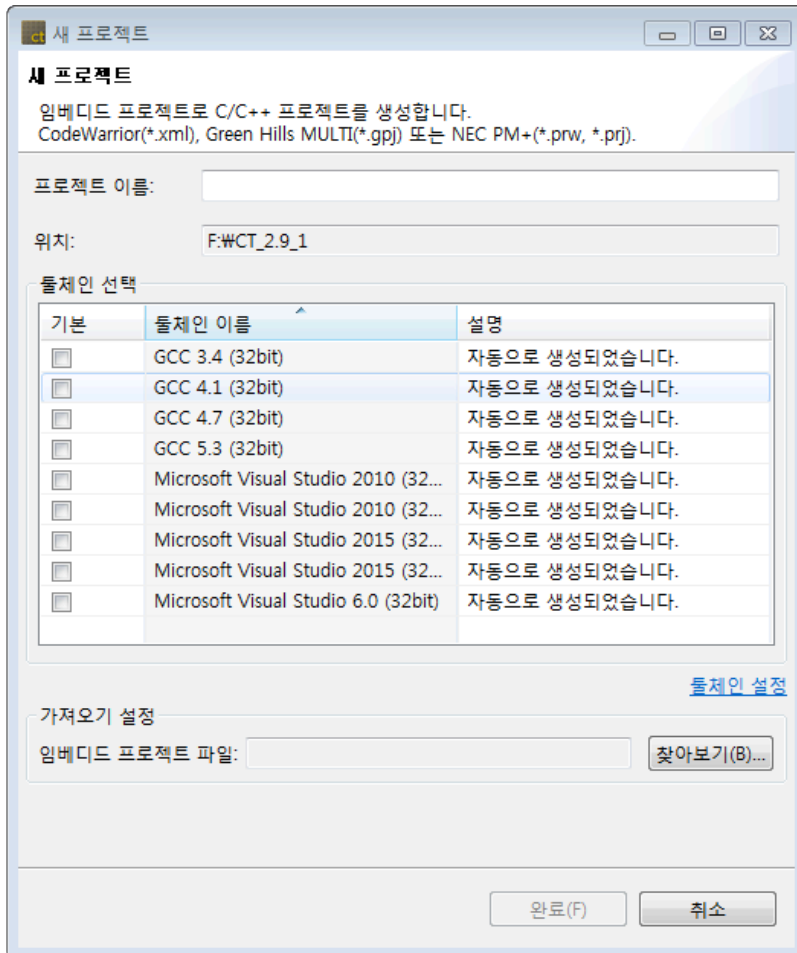 ct 새 프로젝트
새 프로젝트
임베디드 프로젝트로 C/C++ 프로젝트를 생성합니다.
CodeWarrior(*.xml), Green Hills MULTI(*.gpj) 또는 NEC PM+(*.prw, *.prj).
프로젝트 이름:
위치: F:₩CT_2.9_1
툴체인 선택
기본 툴체인 이름 설명
GCC 3.4 (32bit) 자동으로 생성되었습니다.
GCC 4.1 (32bit) 자동으로 생성되었습니다.
GCC 4.7 (32bit) 자동으로 생성되었습니다.
GCC 5.3 (32bit) 자동으로 생성되었습니다.
Microsoft Visual Studio 2010 (32... 자동으로 생성되었습니다.
Microsoft Visual Studio 2010 (32... 자동으로 생성되었습니다.
Microsoft Visual Studio 2015 (32... 자동으로 생성되었습니다.
Microsoft Visual Studio 2015 (32... 자동으로 생성되었습니다.
Microsoft Visual Studio 6.0 (32bit) 자동으로 생성되었습니다.
툴체인 설정
가져오기 설정
임베디드 프로젝트 파일: 찾아보기(B)...
완료(F) 취소